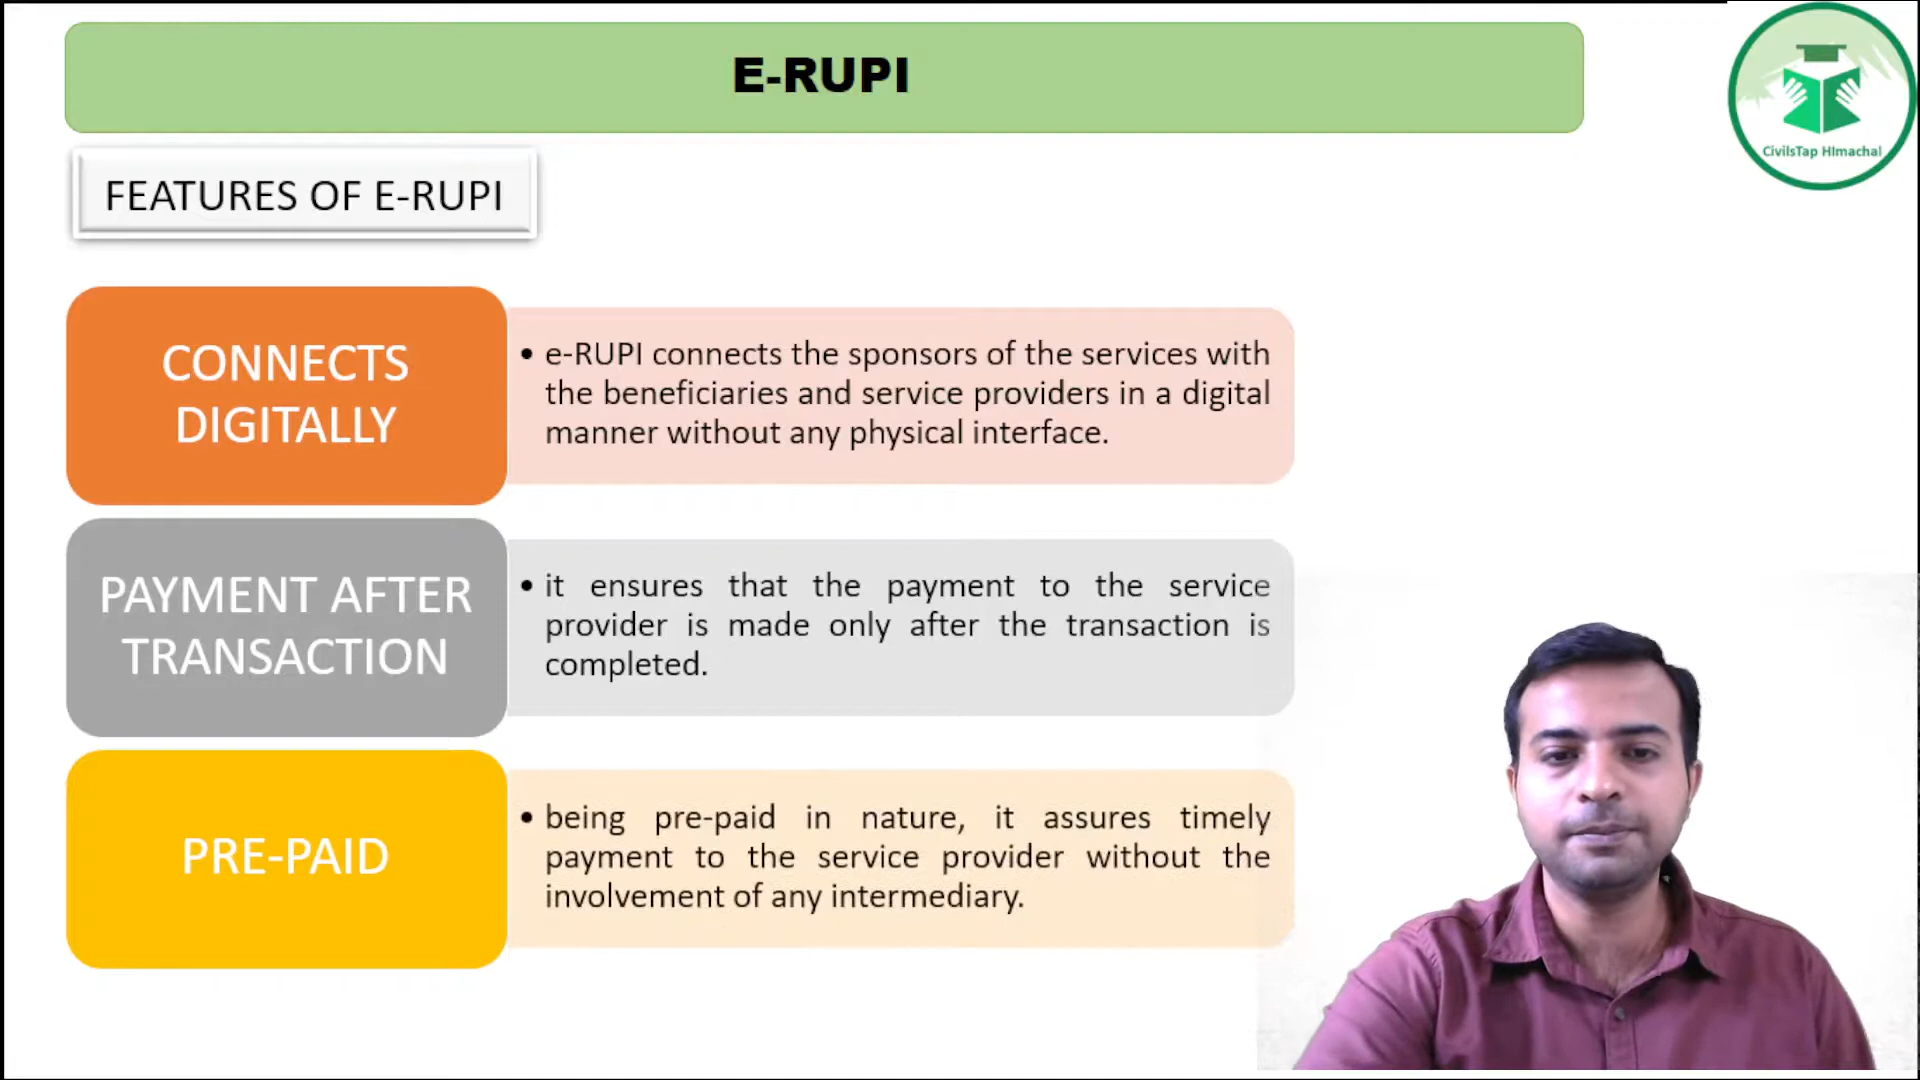 E-RUPI
CivilsTap HImachal
FEATURES OF E-RUPI
CONNECTS
DIGITALLY
• e-RUPI connects the sponsors of the services with
the beneficiaries and service providers in a digital
manner without any physical interface.
PAYMENT AFTER
TRANSACTION
• it ensures that the payment to the service
provider is made only after the transaction is
completed.
PRE-PAID
• being pre-paid in nature, it assures timely
payment to the service provider without the
involvement of any intermediary.